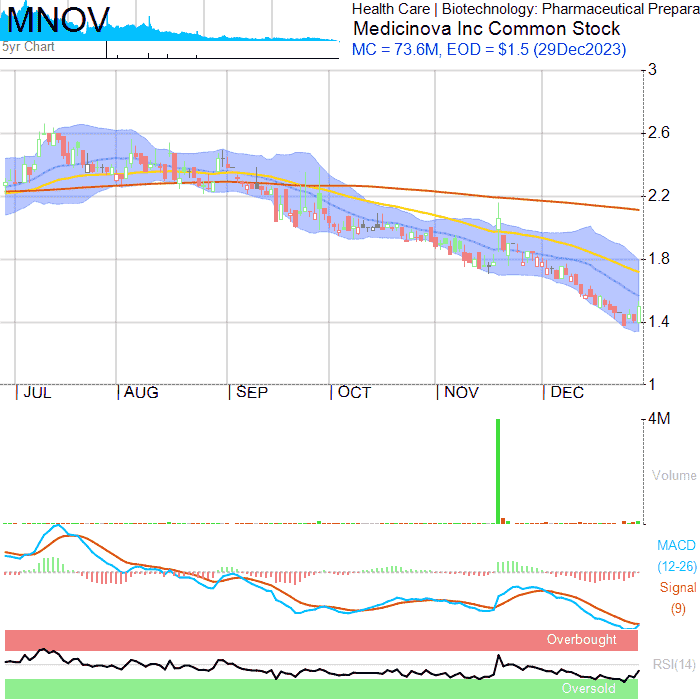 MNOV
5yr Chart
Health Care | Biotechnology: Pharmaceutical Prepara
Medicinova Inc Common Stock
MC = 73.6M, EOD = $1.5 (29Dec2023)
3
2.6
2.2
1.8
1.4
1
JUL AUG SEP OCT NOV DEC
4M
Volume
MACD
(12-26)
Signal
(9)
Overbought
RSI(14)
Oversold